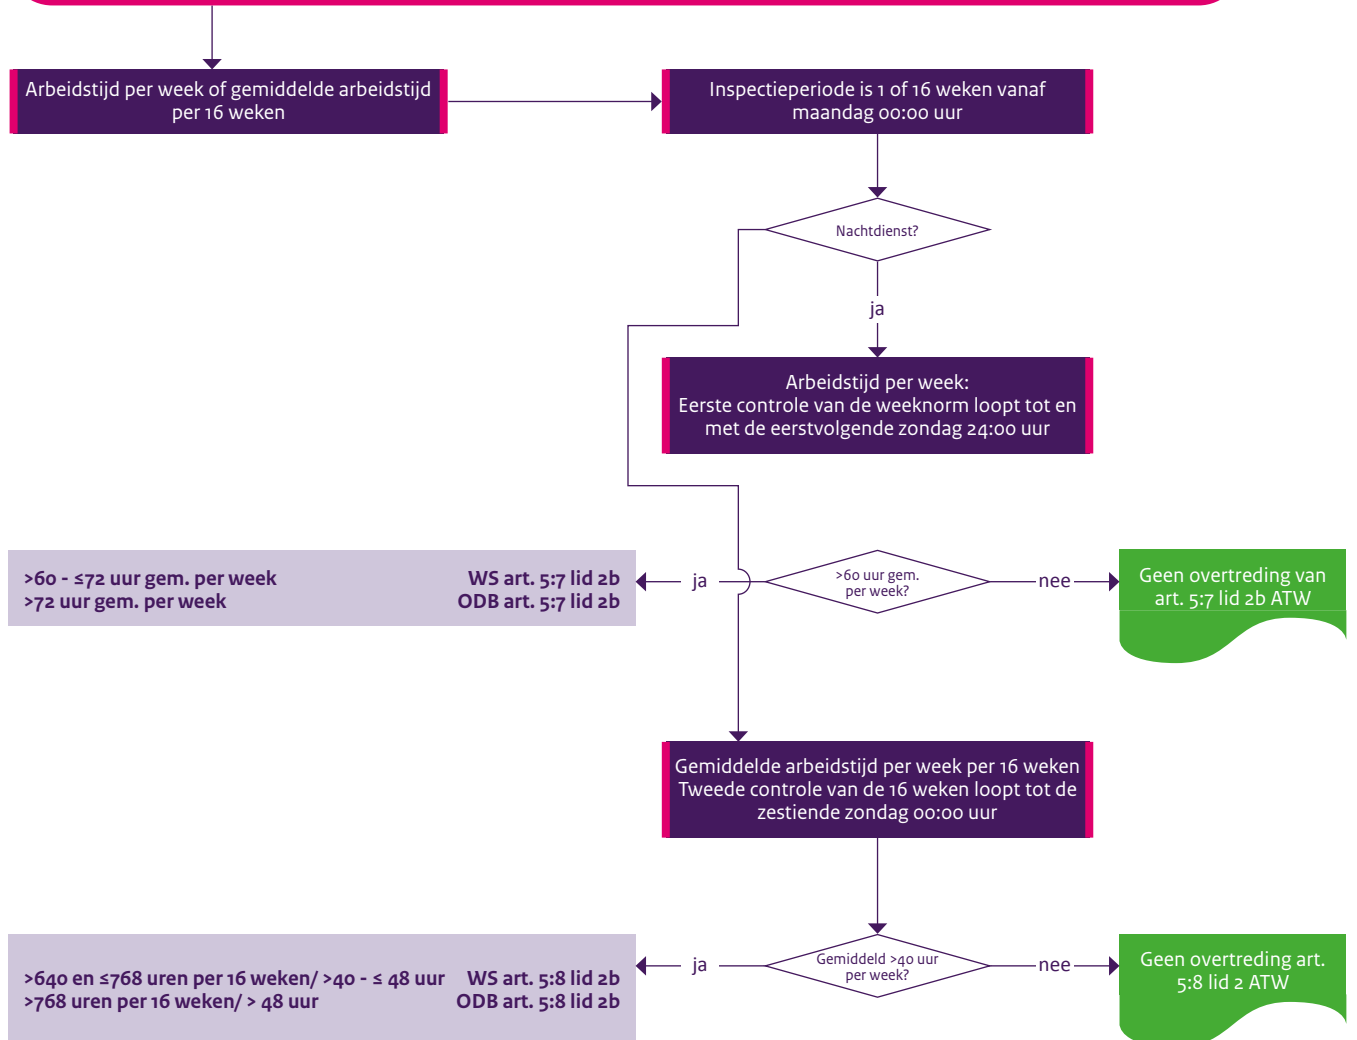 Arbeidstijd per week of gemiddelde arbeidstijd
per 16 weken
Inspectieperiode is 1 of 16 weken vanaf
maandag 00:00 uur
Nachtdienst?
ja
Arbeidstijd per week:
Eerste controle van de weeknorm loopt tot en
met de eerstvolgende zondag 24:00 uur
>60 - ≤72 uur gem. per week WS art. 5:7 lid 2b
>72 uur gem. per week ODB art. 5:7 lid 2b
ja
>60 uur gem.
per week?
nee
Geen overtreding van
art. 5:7 lid 2b ATW
Gemiddelde arbeidstijd per week per 16 weken
Tweede controle van de 16 weken loopt tot de
zestiende zondag 00:00 uur
>640 en ≤768 uren per 16 weken/ >40 - ≤ 48 uur WS art. 5:8 lid 2b
>768 uren per 16 weken/ > 48 uur ODB art. 5:8 lid 2b
ja
Gemiddeld >40 uur
per week?
nee
Geen overtreding art.
5:8 lid 2 ATW